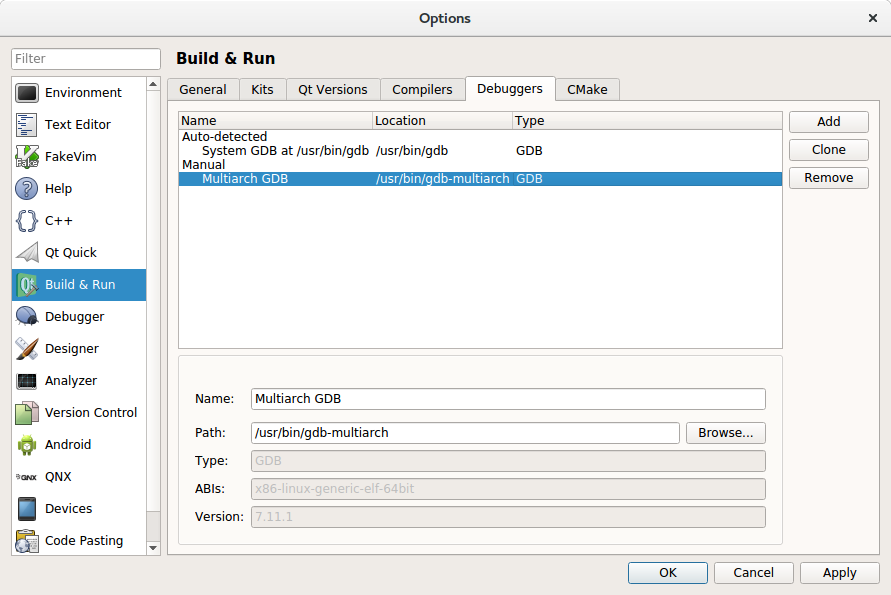 Options
Filter
Environment
Text Editor
FakeVim
Help
C++
Qt Quick
Build & Run
Debugger
Designer
Analyzer
Version Control
Android
QNX
Devices
Code Pasting
Build & Run
General Kits Qt Versions Compilers Debuggers CMake
Name Location Type
Auto-detected
System GDB at /usr/bin/gdb /usr/bin/gdb GDB
Manual
Multiarch GDB /usr/bin/gdb-multiarch GDB
Add
Clone
Remove
Name: Multiarch GDB
Path: /usr/bin/gdb-multiarch Browse...
Type: GDB
ABIs: x86-linux-generic-elf-64bit
Version: 7.11.1
OK Cancel Apply